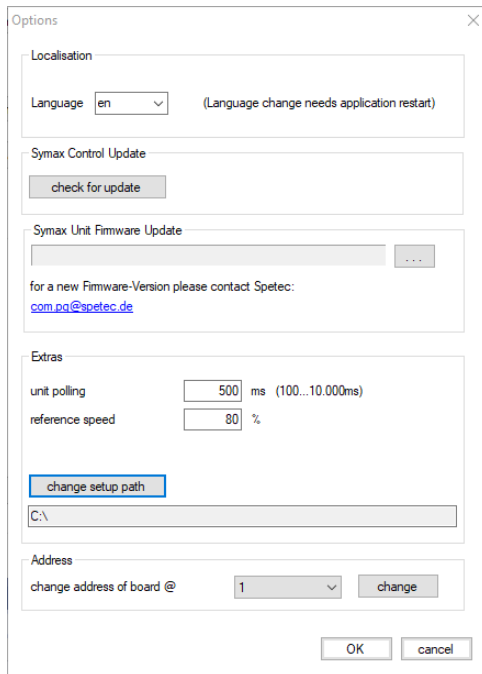 Options
Localisation
Language en (Language change needs application restart)
Symax Control Update
check for update
Symax Unit Firmware Update
...
for a new Firmware-Version please contact Spetec:
com.pq@spetec.de
Extras
unit polling 500 ms (100...10.000ms)
reference speed 80 %
change setup path
C:\
Address
change address of board @ 1 change
OK cancel